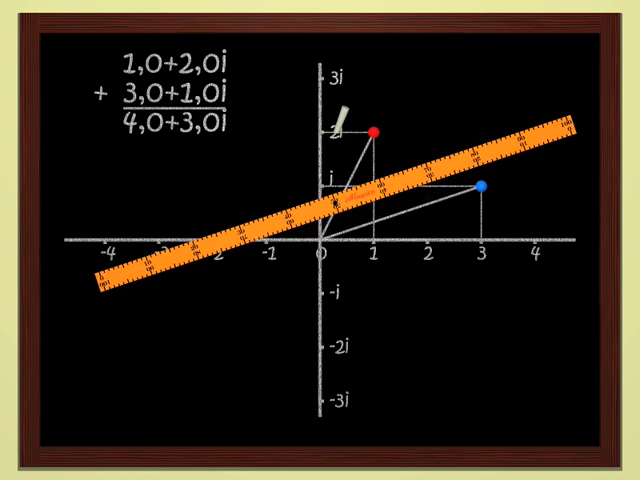 1,0+2,0i
+ 3,0+1,0i
4,0+3,0i
3i
2i
i
-4 -3 -2 -1 0 1 2 3 4
-i
-2i
-3i